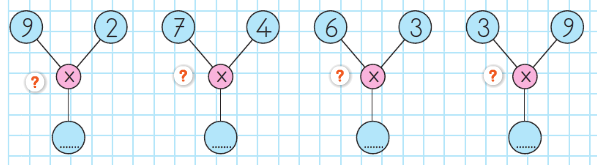 9 2 7 4 6 3 3 9
? x ? x ? x ? x
....... ....... ....... .......